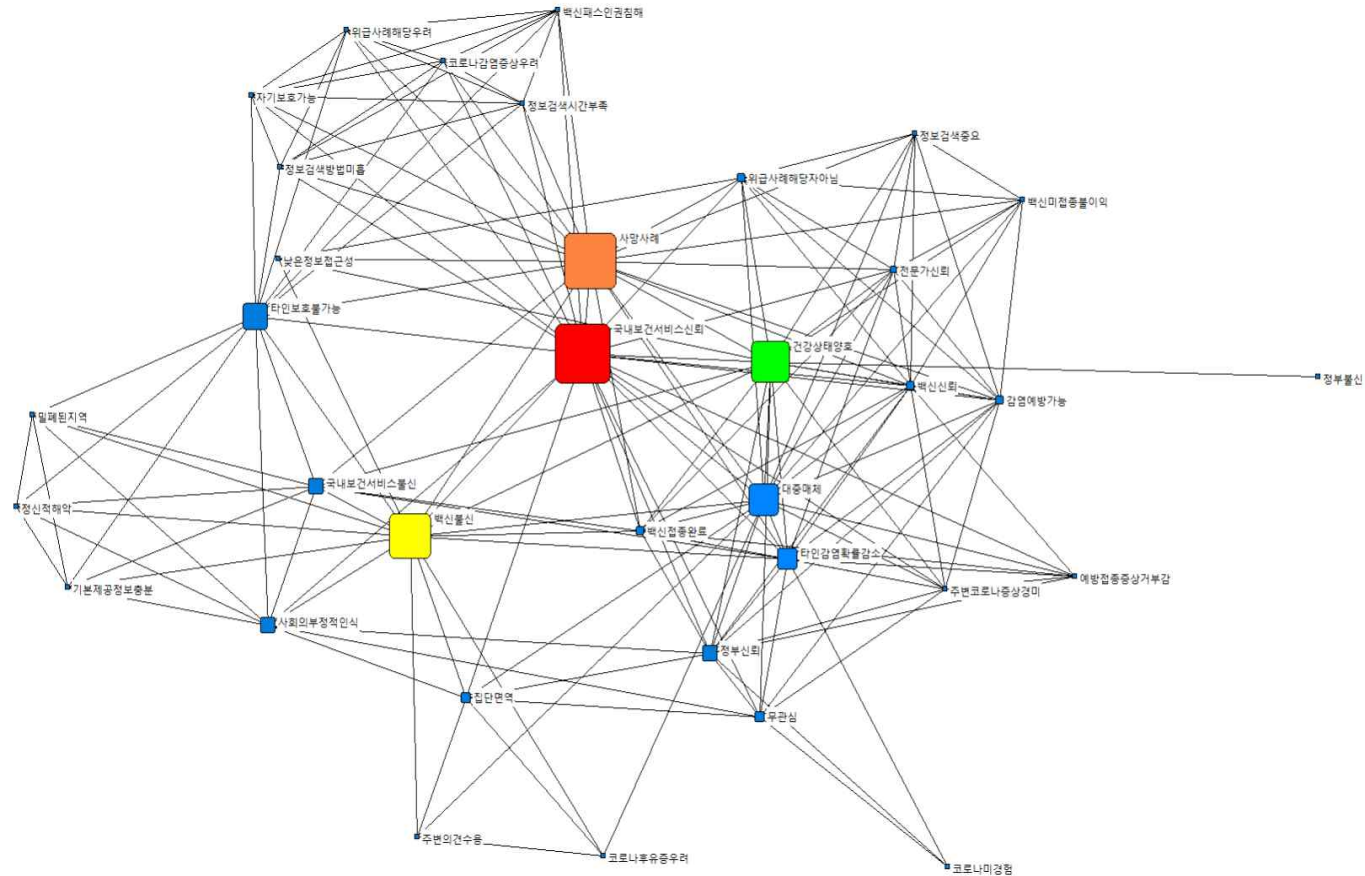 백신패스인권침해
위급사례해당우려
코로나감염증상우려
자기보호가능
정보검색시간부족
정보검색중요
정보검색방법미흡
위급사례해당자아님
백신미접종불이익
사망사례
낮은정보접근성
전문가신뢰
타인보호불가능
국내보건서비스신뢰
건강상태양호
정부불신
백신신뢰
감염예방가능
밀폐된지역
국내보건서비스불신
대중매체
정신적해악
백신불신
백신접종완료
타인감염확률감소
예방접종증상거부감
기본제공정보충분
주변코로나증상경미
사회의부정적인식
정부신뢰
집단면역
무관심
주변의견수용
코로나후유증우려
코로나미경험